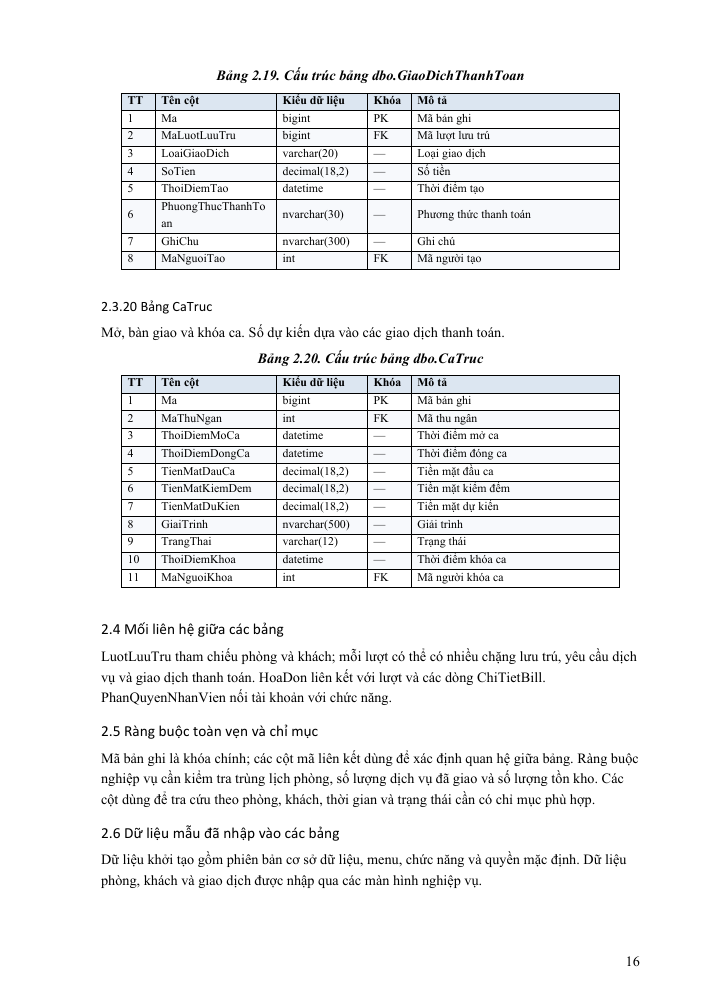 Bảng 2.19. Cấu trúc bảng dbo.GiaoDichThanhToan
TT Tên cột Kiểu dữ liệu Khóa Mô tả
1 Ma bigint PK Mã bản ghi
2 MaLuotLuuTru bigint FK Mã lượt lưu trú
3 LoaiGiaoDich varchar(20) — Loại giao dịch
4 SoTien decimal(18,2) — Số tiền
5 ThoiDiemTao datetime — Thời điểm tạo
6 PhuongThucThanhTo
an nvarchar(30) — Phương thức thanh toán
7 GhiChu nvarchar(300) — Ghi chú
8 MaNguoiTao int FK Mã người tạo
2.3.20 Bảng CaTruc
Mở, bàn giao và khóa ca. Số dự kiến dựa vào các giao dịch thanh toán.
Bảng 2.20. Cấu trúc bảng dbo.CaTruc
TT Tên cột Kiểu dữ liệu Khóa Mô tả
1 Ma bigint PK Mã bản ghi
2 MaThuNgan int FK Mã thu ngân
3 ThoiDiemMoCa datetime — Thời điểm mở ca
4 ThoiDiemDongCa datetime — Thời điểm đóng ca
5 TienMatDauCa decimal(18,2) — Tiền mặt đầu ca
6 TienMatKiemDem decimal(18,2) — Tiền mặt kiểm đếm
7 TienMatDuKien decimal(18,2) — Tiền mặt dự kiến
8 GiaiTrinh nvarchar(500) — Giải trình
9 TrangThai varchar(12) — Trạng thái
10 ThoiDiemKhoa datetime — Thời điểm khóa ca
11 MaNguoiKhoa int FK Mã người khóa ca
2.4 Mối liên hệ giữa các bảng
LuotLuuTru tham chiếu phòng và khách; mỗi lượt có thể có nhiều chặng lưu trú, yêu cầu dịch
vụ và giao dịch thanh toán. HoaDon liên kết với lượt và các dòng ChiTietBill.
PhanQuyenNhanVien nối tài khoản với chức năng.
2.5 Ràng buộc toàn vẹn và chỉ mục
Mã bản ghi là khóa chính; các cột mã liên kết dùng để xác định quan hệ giữa bảng. Ràng buộc
nghiệp vụ cần kiểm tra trùng lịch phòng, số lượng dịch vụ đã giao và số lượng tồn kho. Các
cột dùng để tra cứu theo phòng, khách, thời gian và trạng thái cần có chỉ mục phù hợp.
2.6 Dữ liệu mẫu đã nhập vào các bảng
Dữ liệu khởi tạo gồm phiên bản cơ sở dữ liệu, menu, chức năng và quyền mặc định. Dữ liệu
phòng, khách và giao dịch được nhập qua các màn hình nghiệp vụ.
16